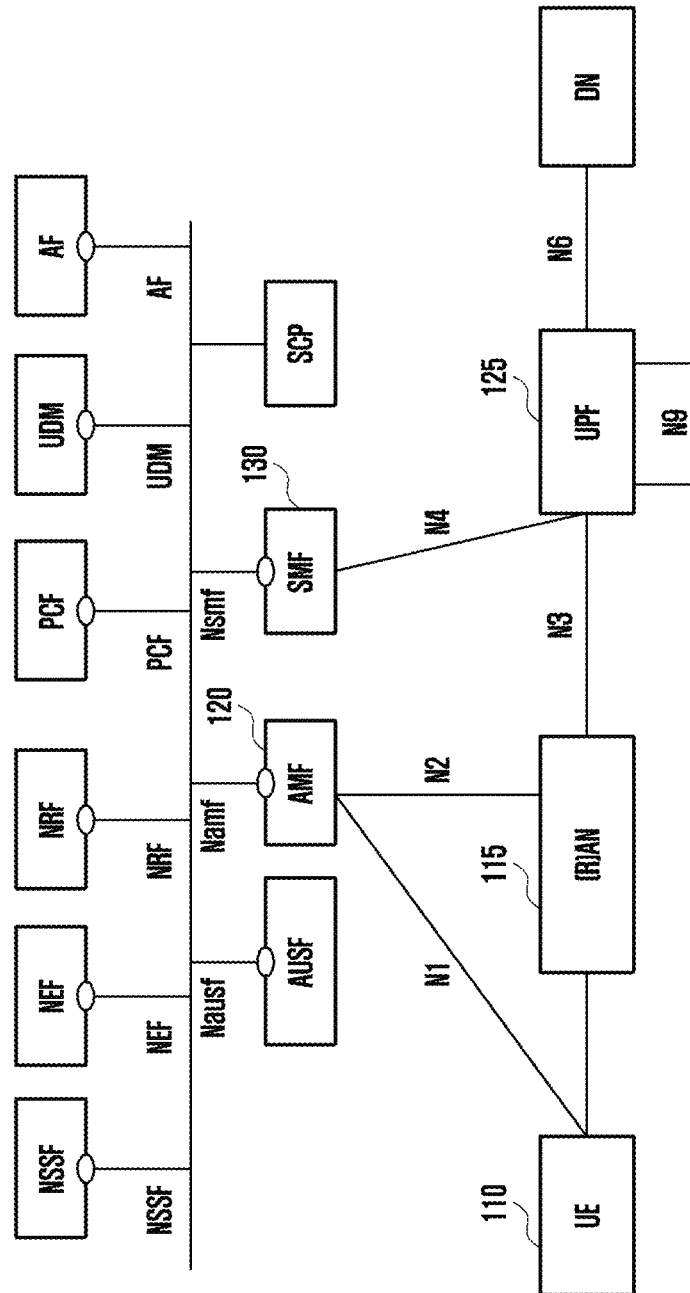 NSSF
NEF
NRF
PCF
UDM
AF
NSSF
NEF
NRF
PCF
UDM
AF
Nausf
Namf
Nsmf
120
130
AUSF
AMF
SMF
SCP
N1
N2
N4
110
115
125
UE
[R]AN
N3
UPF
N6
DN
N9